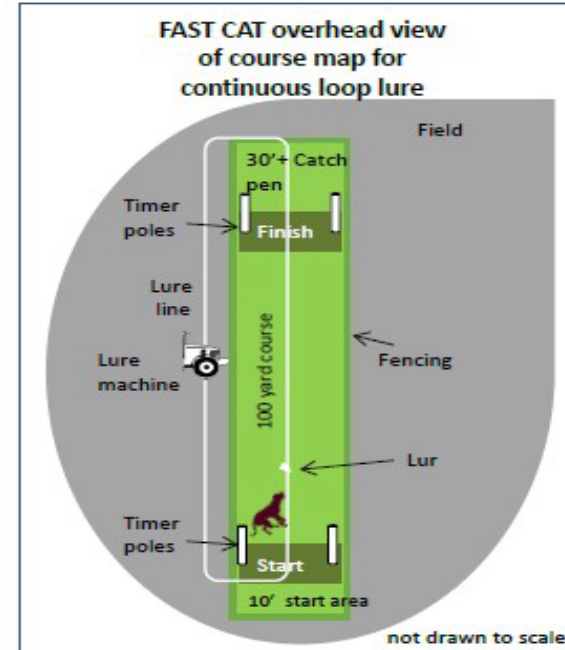 FAST CAT overhead view
of course map for
continuous loop lure
Field
30'+ Catch
pen
Timer
poles
Finish
Lure
line
Lure
machine
100 yard course
Fencing
Lur
Timer
poles
Start
10' start area
not drawn to scale